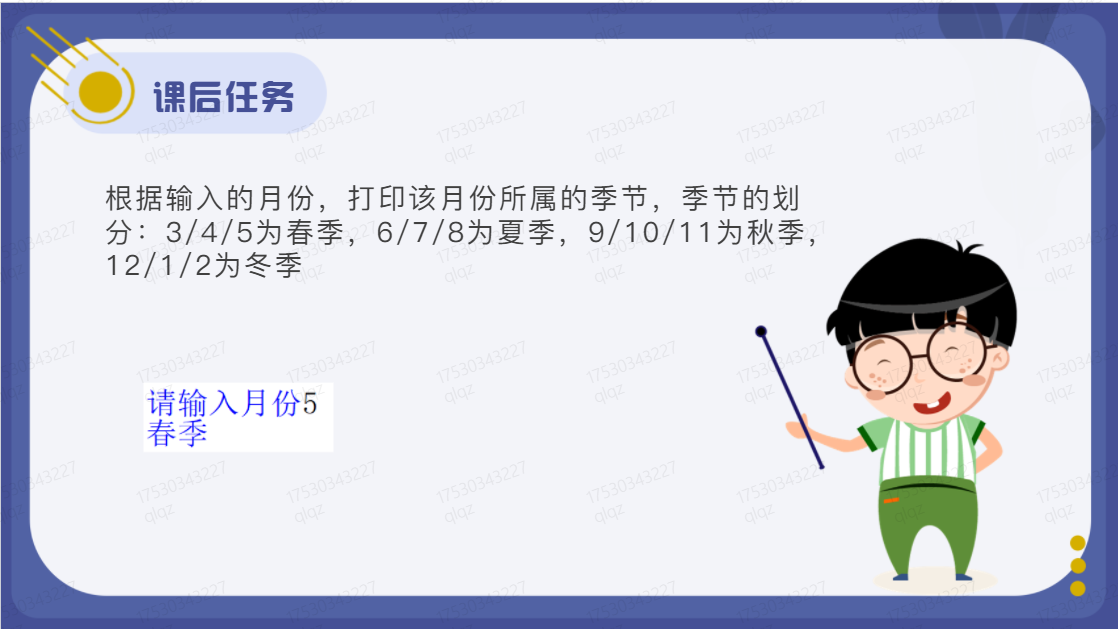 课后任务
根据输入的月份，打印该月份所属的季节，季节的划
分：3/4/5为春季，6/7/8为夏季，9/10/11为秋季，
12/1/2为冬季
请输入月份5
春季
17530343227
qlqz